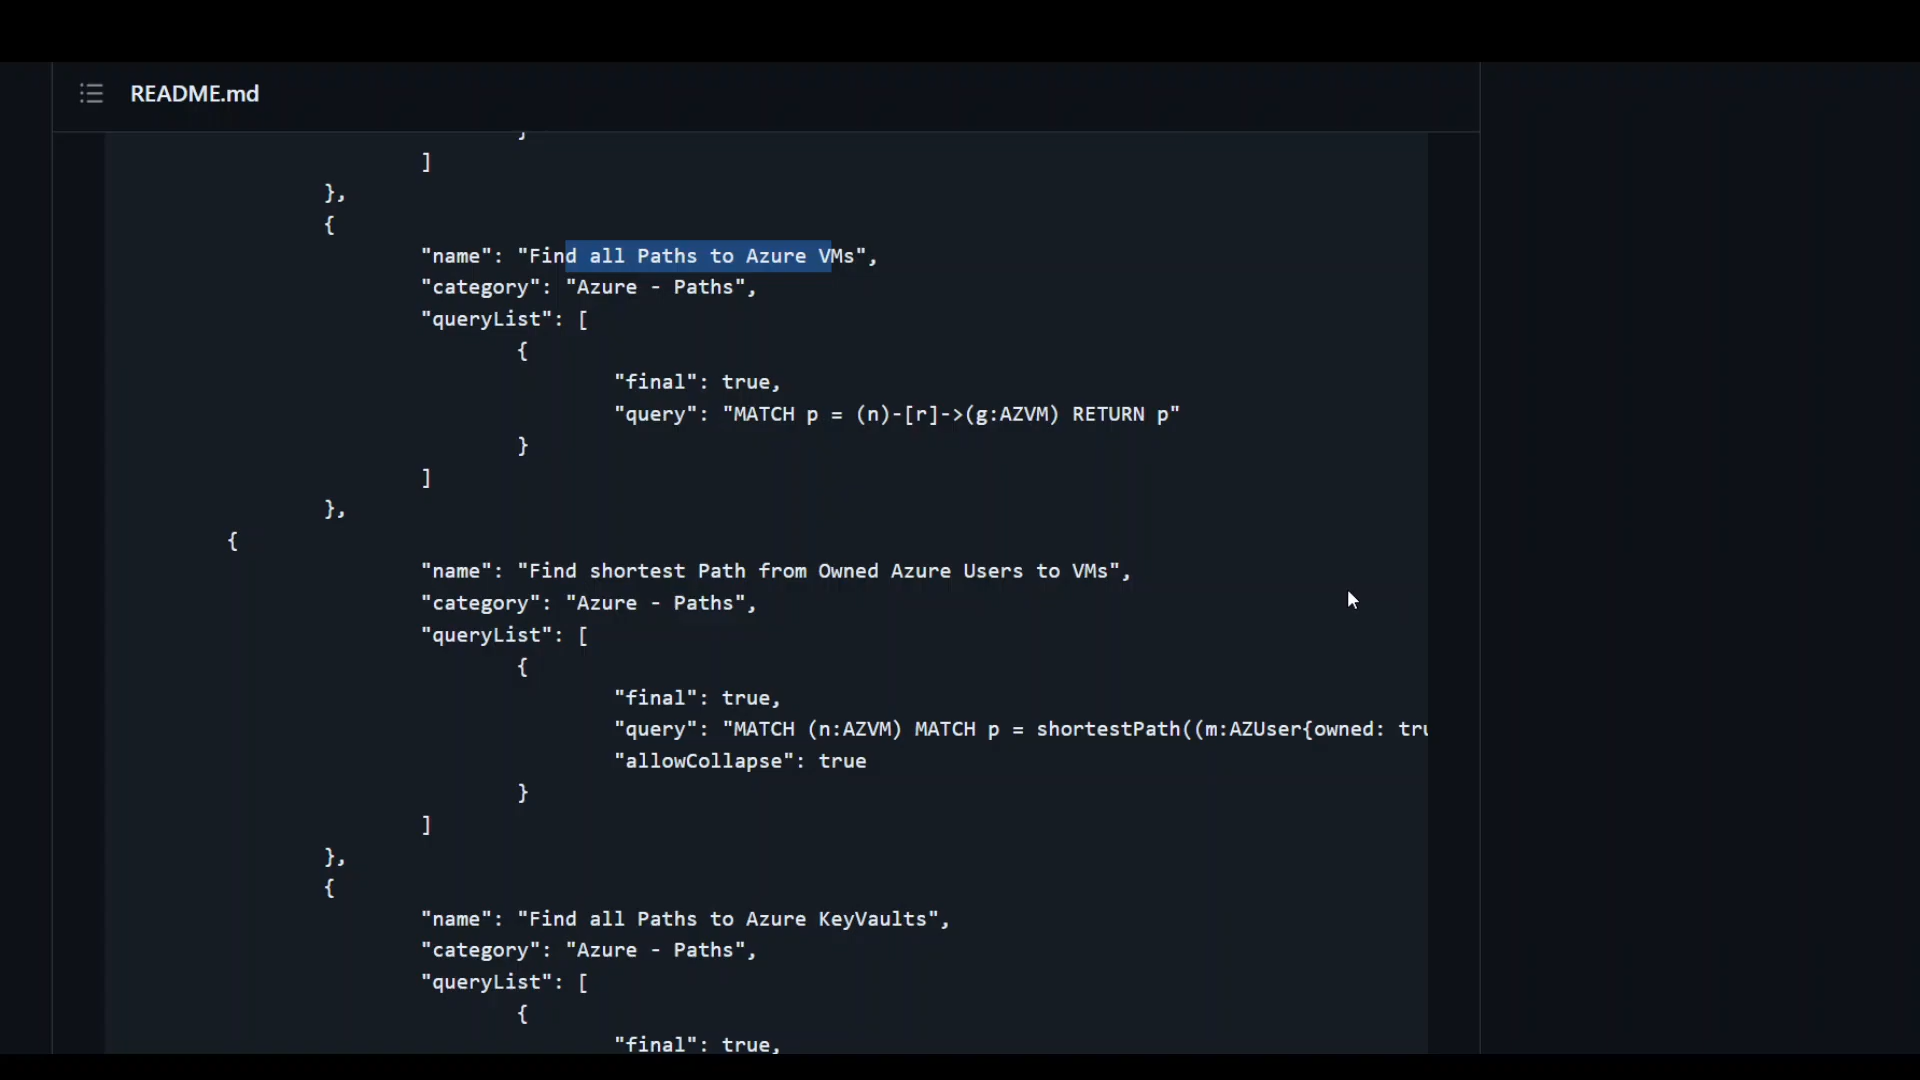 README.md
]
},
{
"name": "Find all Paths to Azure VMs",
"category": "Azure - Paths",
"queryList": [
{
"final": true,
"query": "MATCH p = (n)-[r]->(g:AZVM) RETURN p"
}
]
},
{
"name": "Find shortest Path from Owned Azure Users to VMs",
"category": "Azure - Paths",
"queryList": [
{
"final": true,
"query": "MATCH (n:AZVM) MATCH p = shortestPath((m:AZUser{owned: tru
"allowCollapse": true
}
]
},
{
"name": "Find all Paths to Azure KeyVaults",
"category": "Azure - Paths",
"queryList": [
{
"final": true,